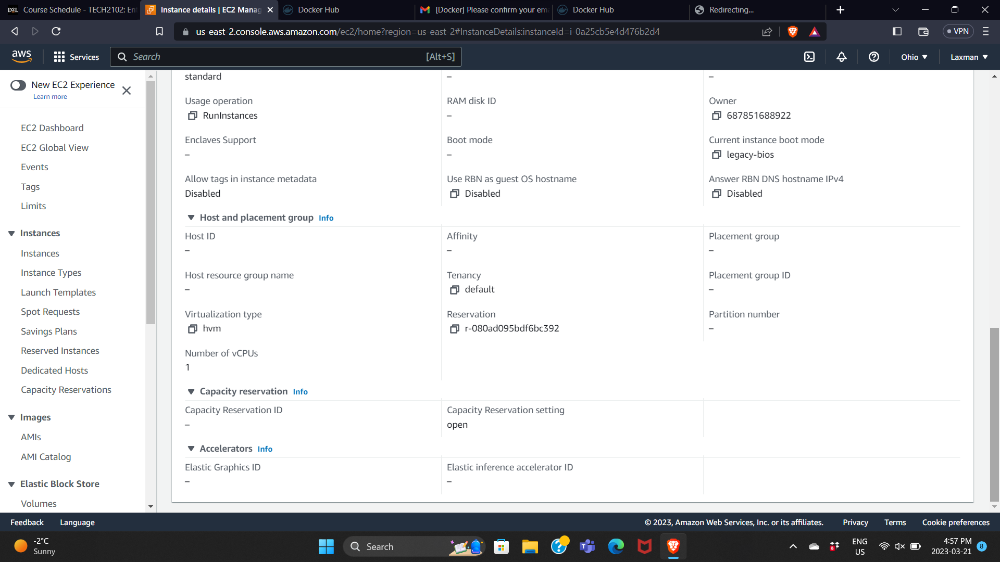 D2L Course Schedule - TECH2102: En
Instance details | EC2 Manag
Docker Hub
[Docker] Please confirm your em
Docker Hub
Redirecting...
us-east-2.console.aws.amazon.com/ec2/home?region=us-east-2#InstanceDetails:instanceId=i-0a25cb5e4d476b2d4
VPN
aws
Services
Search
[Alt+S]
Ohio
Laxman
New EC2 Experience
Learn more
EC2 Dashboard
EC2 Global View
Events
Tags
Limits
Instances
Instances
Instance Types
Launch Templates
Spot Requests
Savings Plans
Reserved Instances
Dedicated Hosts
Capacity Reservations
Images
AMIs
AMI Catalog
Elastic Block Store
Volumes
standard
–
–
Usage operation
RunInstances
RAM disk ID
–
Owner
687851688922
Enclaves Support
–
Boot mode
–
Current instance boot mode
legacy-bios
Allow tags in instance metadata
Disabled
Use RBN as guest OS hostname
Disabled
Answer RBN DNS hostname IPv4
Disabled
Host and placement group Info
Host ID
–
Affinity
–
Placement group
–
Host resource group name
–
Tenancy
default
Placement group ID
–
Virtualization type
hvm
Reservation
r-080ad095bdf6bc392
Partition number
–
Number of vCPUs
1
Capacity reservation Info
Capacity Reservation ID
–
Capacity Reservation setting
open
Accelerators Info
Elastic Graphics ID
–
Elastic inference accelerator ID
–
Feedback
Language
© 2023, Amazon Web Services, Inc. or its affiliates.
Privacy
Terms
Cookie preferences
-2°C
Sunny
Search
ENG
US
4:57 PM
2023-03-21
8